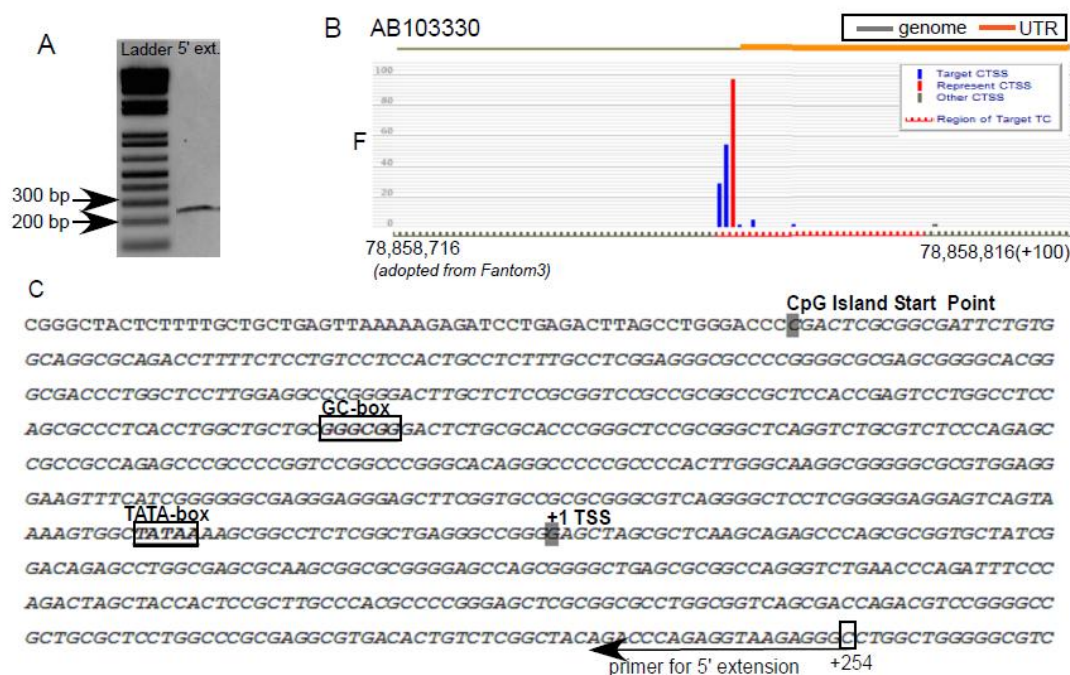 A
Ladder 5' ext.
300 bp
200 bp
B AB103330
genome UTR
F
100
80
60
40
20
0
Target CTSS
Represent CTSS
Other CTSS
Region of Target TC
78,858,716 78,858,816(+100)
(adopted from Fantom3)
C
CpG Island Start Point
CGGGCTACTCTTTTGCTGCTGAGTTAAAAAGAGATCCTGAGACTTAGCCTGGGACCCCGACTCGCGGCGATTCTGTG
GCAGGCGCAGACCTTTTCTCCTGTCCTCCACTGCCTCTTTGCCTCGGAGGGCGCCCCGGGGCGCGAGCGGGGCACGG
GCGACCCTGGCTCCTTGGAGGCCCGGGGACTTGCTCTCCGCGGTCCGCCGCGGCCGCTCCACCGAGTCCTGGCCTCC
GC-box
AGCGCCCTCACCTGGCTGCTGCGGGCGGGACTCTGCGCACCCGGGCTCCGCGGGCTCAGGTCTGCGTCTCCCAGAGC
CGCCGCCAGAGCCCGCCCCGGTCCGGCCCGGGCACAGGGCCCCCGCCCCACTTGGGCAAGGCGGGGGCGCGTGGAGG
GAAGTTTCATCGGGGGGCGAGGGAGGGAGCTTCGGTGCCGCGCGGGCGTCAGGGGCTCCTCGGGGGAGGAGTCAGTA
TATA-box +1 TSS
AAAGTGGCTATAAAAGCGGCCTCTCGGCTGAGGGCCGGGGAGCTAGCGCTCAAGCAGAGCCCAGCGCGGTGCTATCG
GACAGAGCCTGGCGAGCGCAAGCGGCGCGGGGAGCCAGCGGGGCTGAGCGCGGCCAGGGTCTGAACCCAGATTTCCC
AGACTAGCTACCACTCCGCTTGCCCACGCCCCGGGAGCTCGCGGCGCCTGGCGGTCAGCGACCAGACGTCCGGGGCC
GCTGCGCTCCTGGCCCGCGAGGCGTGACACTGTCTCGGCTACAGACCCAGAGGTAAGAGGGCCTGGCTGGGGGCGTC
primer for 5' extension +254